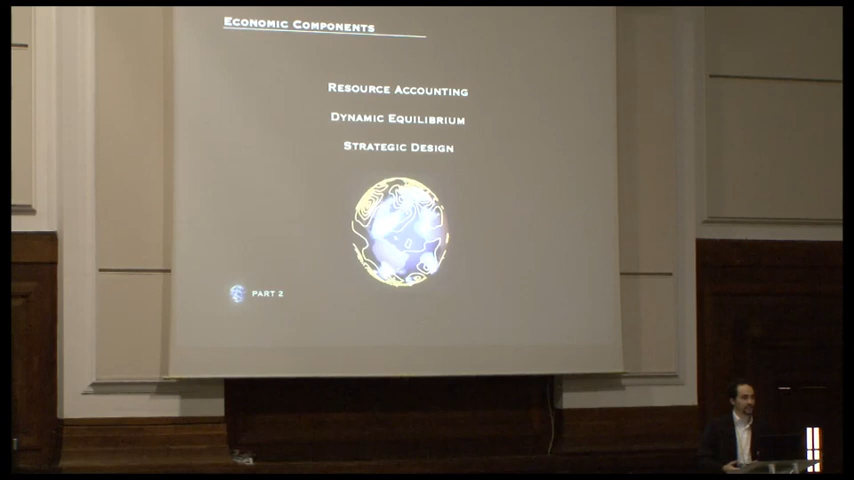 Economic Components
Resource Accounting
Dynamic Equilibrium
Strategic Design
PART 2